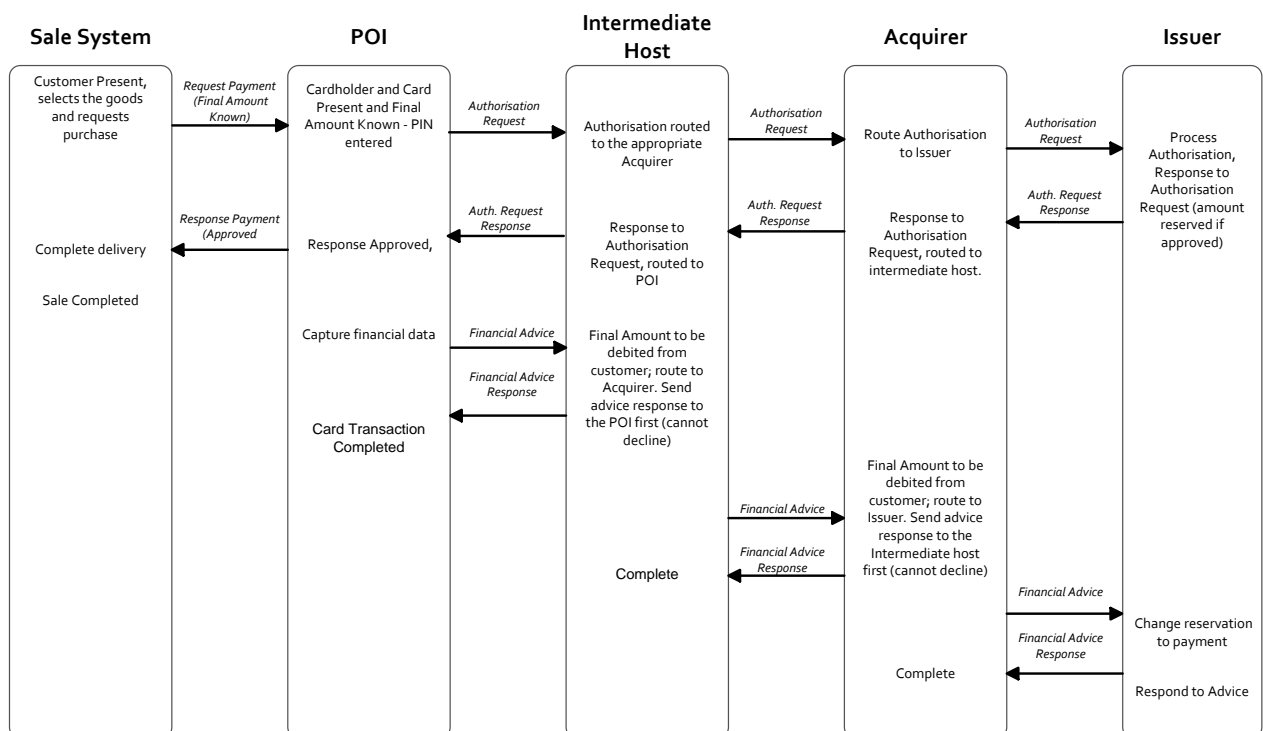 Sale System
POI
Intermediate
Host
Acquirer
Issuer
Customer Present,
selects the goods
and requests
purchase
Request Payment
(Final Amount
Known)
Cardholder and Card
Present and Final
Amount Known - PIN
entered
Authorisation
Request
Authorisation routed
to the appropriate
Acquirer
Authorisation
Request
Route Authorisation
to Issuer
Authorisation
Request
Process
Authorisation,
Response to
Authorisation
Request (amount
reserved if
approved)
Auth. Request
Response
Response to
Authorisation
Request, routed to
intermediate host.
Auth. Request
Response
Response to
Authorisation
Request, routed to
POI
Auth. Request
Response
Response Approved,
Response Payment
(Approved
Complete delivery
Sale Completed
Capture financial data
Financial Advice
Final Amount to be
debited from
customer; route to
Acquirer. Send
advice response to
the POI first (cannot
decline)
Financial Advice
Response
Card Transaction
Completed
Financial Advice
Final Amount to be
debited from
customer; route to
Issuer. Send advice
response to the
Intermediate host
first (cannot decline)
Financial Advice
Response
Complete
Financial Advice
Change reservation
to payment
Financial Advice
Response
Complete
Respond to Advice